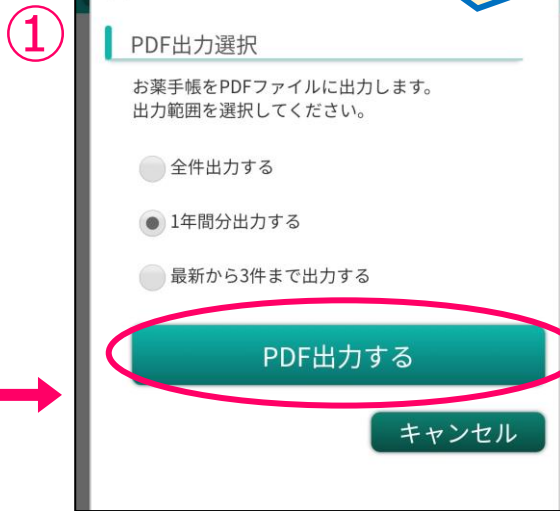 ①
PDF出力選択
お薬手帳をPDFファイルに出力します。
出力範囲を選択してください。
全件出力する
1年間分出力する
最新から3件まで出力する
PDF出力する
キャンセル